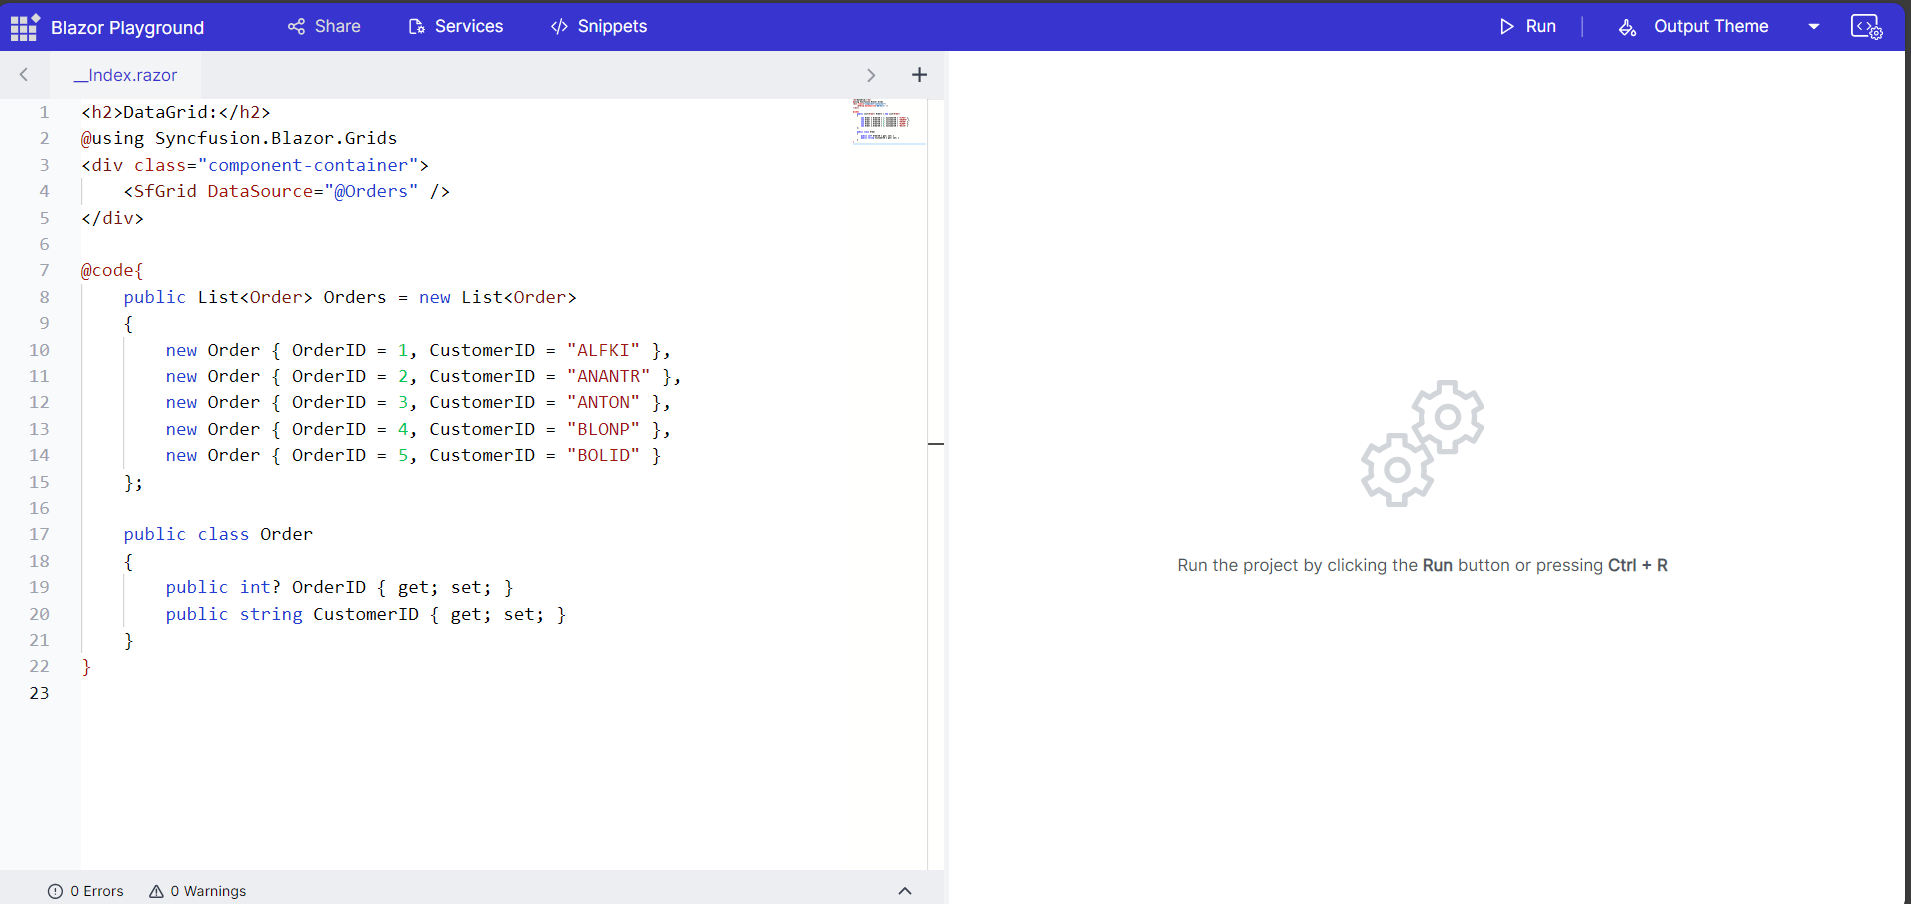 Blazor Playground
Share
Services
Snippets
Run
Output Theme
__Index.razor
1 <h2>DataGrid:</h2>
2 @using Syncfusion.Blazor.Grids
3 <div class="component-container">
4     <SfGrid DataSource="@Orders" />
5 </div>
6
7 @code{
8     public List<Order> Orders = new List<Order>
9     {
10         new Order { OrderID = 1, CustomerID = "ALFKI" },
11         new Order { OrderID = 2, CustomerID = "ANANTR" },
12         new Order { OrderID = 3, CustomerID = "ANTON" },
13         new Order { OrderID = 4, CustomerID = "BLONP" },
14         new Order { OrderID = 5, CustomerID = "BOLID" }
15     };
16
17     public class Order
18     {
19         public int? OrderID { get; set; }
20         public string CustomerID { get; set; }
21     }
22 }
23
Run the project by clicking the Run button or pressing Ctrl + R
0 Errors
0 Warnings